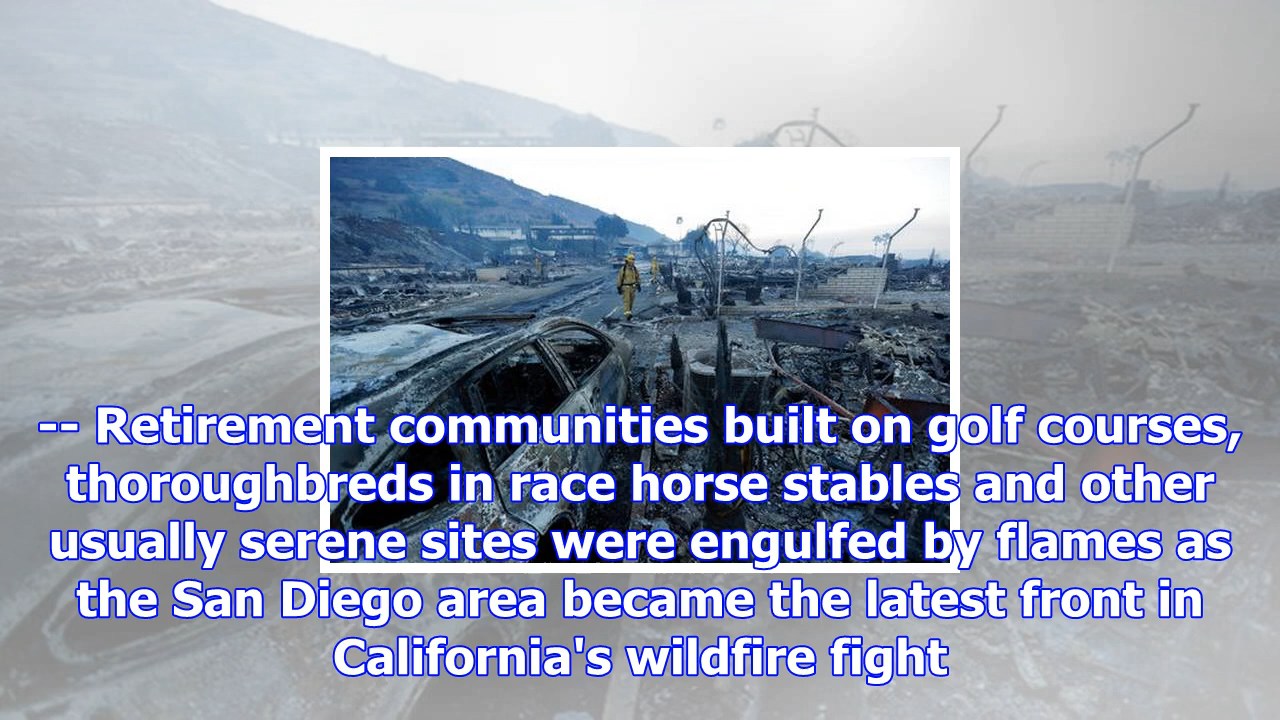 -- Retirement communities built on golf courses,
thoroughbreds in race horse stables and other
usually serene sites were engulfed by flames as
the San Diego area became the latest front in
California's wildfire fight